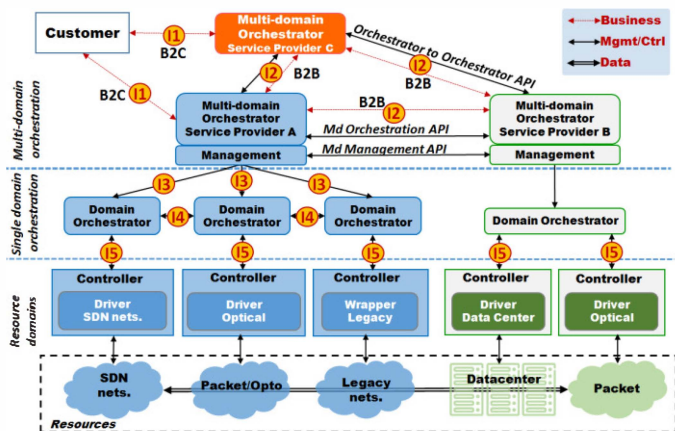 Customer
I1
B2C
Multi-domain
Orchestrator
Service Provider C
Orchestrator to Orchestrator API
Business
Mgmt/Ctrl
Data
I1
B2C
I2
B2B
I2
B2B
Multi-domain
orchestration
Multi-domain
Orchestrator
Service Provider A
B2B
I2
Md Orchestration API
Multi-domain
Orchestrator
Service Provider B
Management
Md Management API
Management
Single domain
orchestration
I3
I3
I3
Domain
Orchestrator
I4
Domain
Orchestrator
I4
Domain
Orchestrator
Domain Orchestrator
I5
I5
I5
I5
I5
Resource
domains
Controller
Driver
SDN nets.
Controller
Driver
Optical
Controller
Wrapper
Legacy
Controller
Driver
Data Center
Controller
Driver
Optical
SDN
nets.
Packet/Opto
Legacy
nets.
Datacenter
Packet
Resources